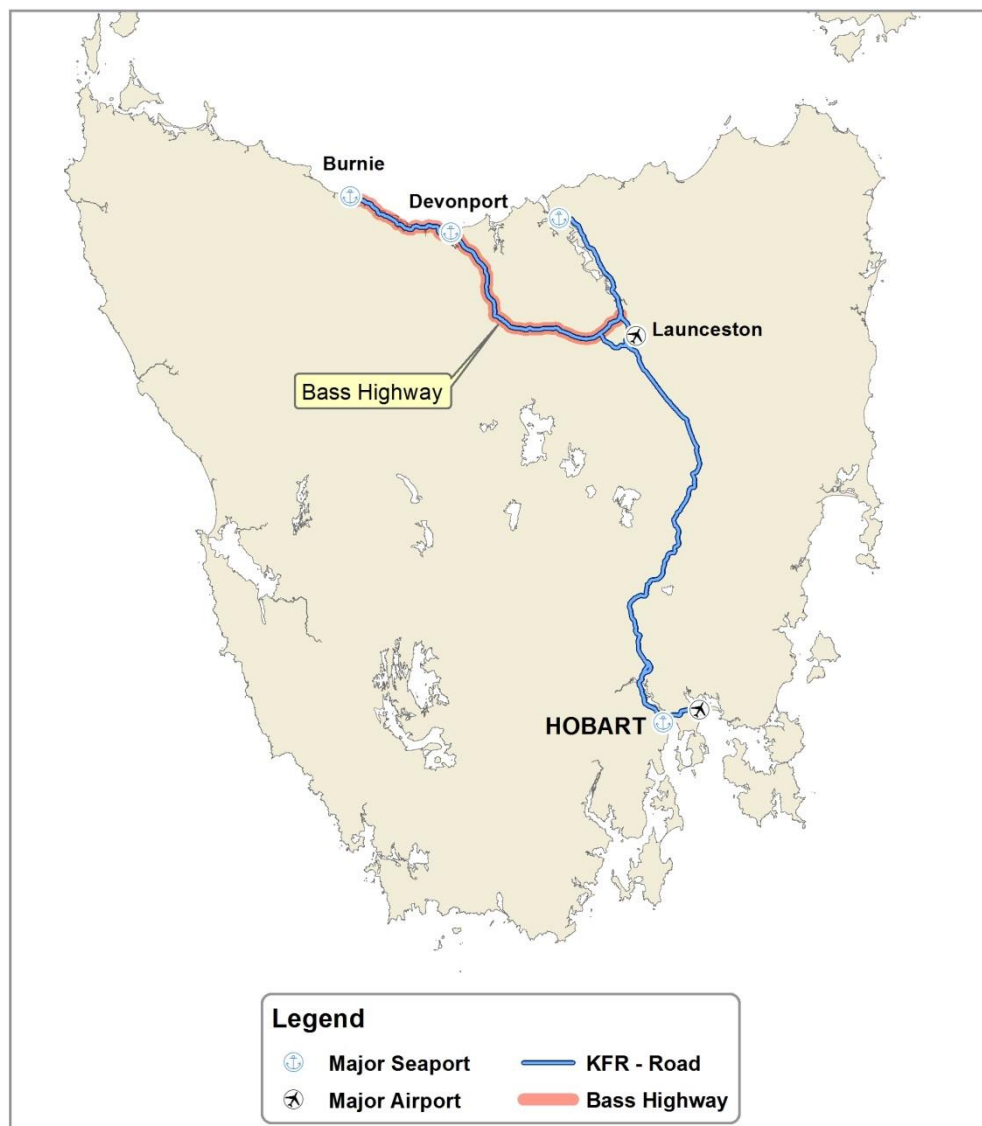 Burnie
Devonport
Launceston
Bass Highway
HOBART
Legend
Major Seaport
KFR - Road
Major Airport
Bass Highway